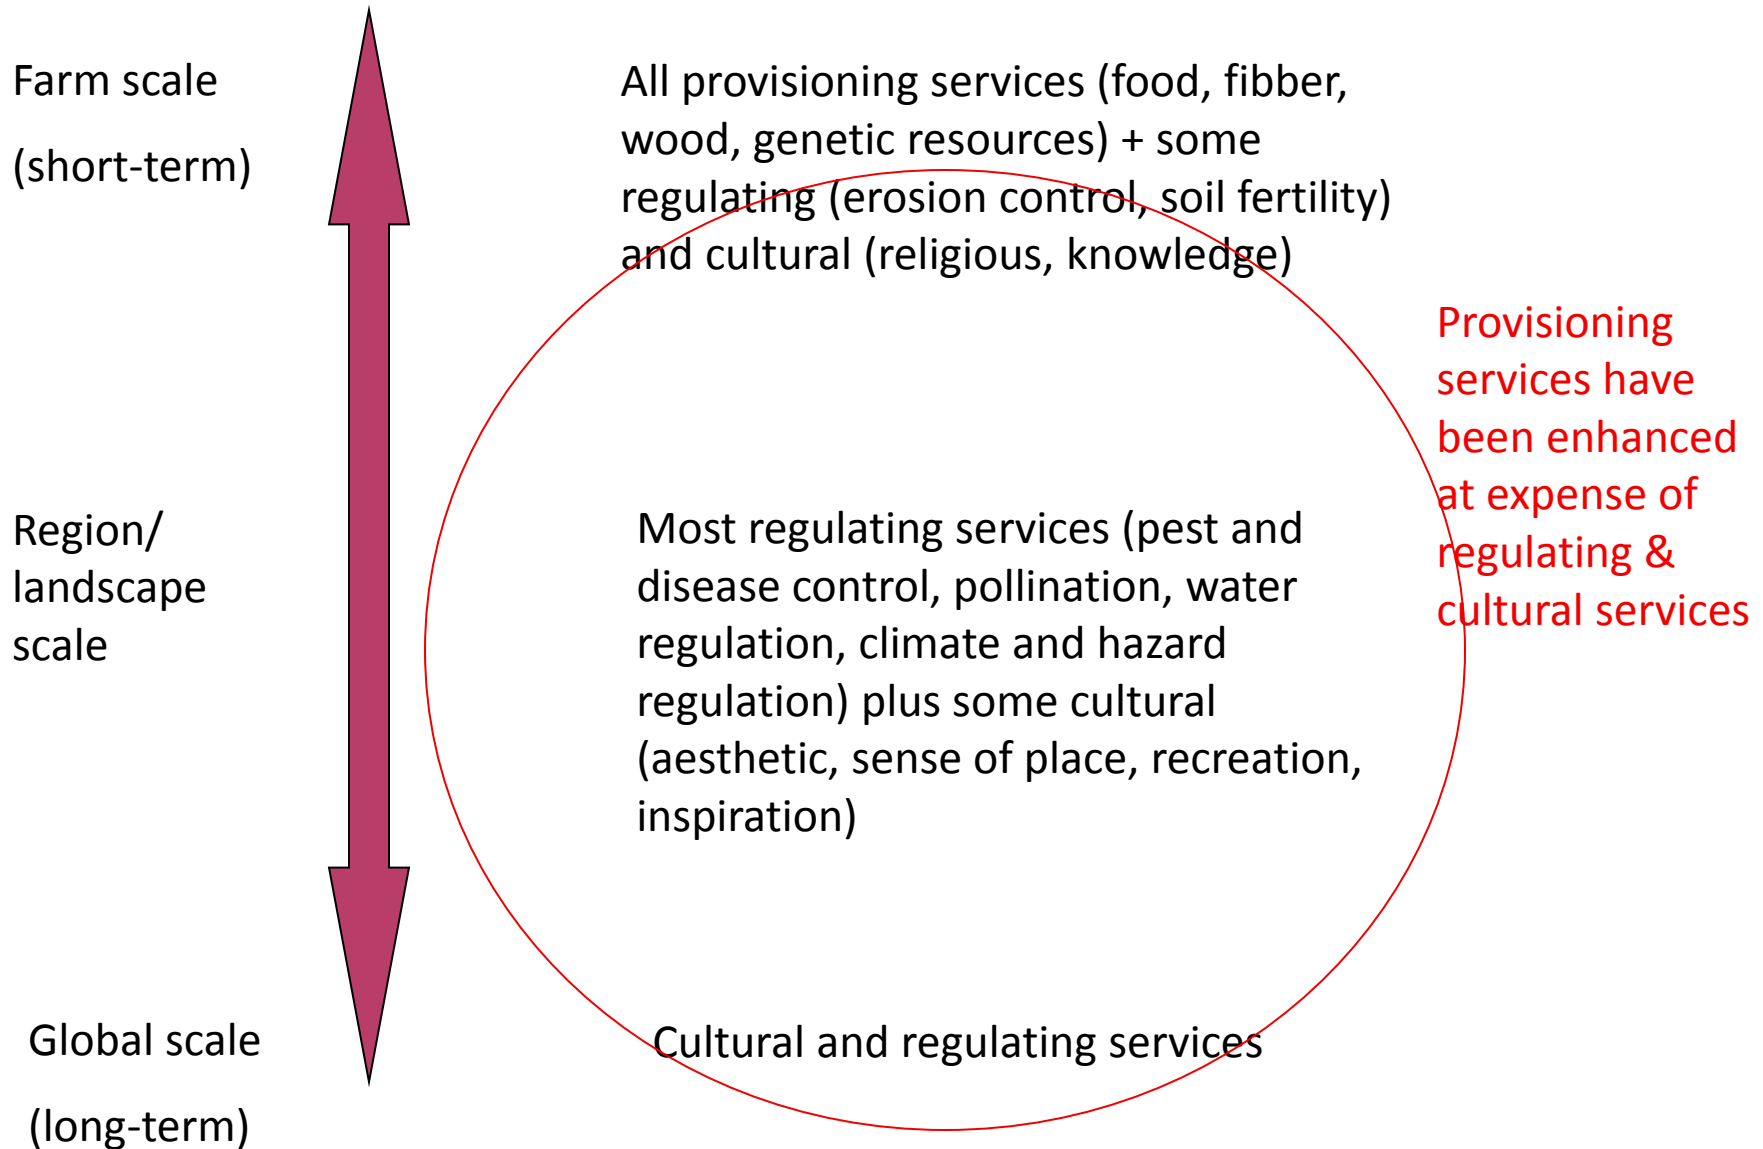 Farm scale
(short-term)
All provisioning services (food, fibber,
wood, genetic resources) + some
regulating (erosion control, soil fertility)
and cultural (religious, knowledge)
Provisioning
services have
been enhanced
at expense of
regulating &
cultural services
Region/
landscape
scale
Most regulating services (pest and
disease control, pollination, water
regulation, climate and hazard
regulation) plus some cultural
(aesthetic, sense of place, recreation,
inspiration)
Global scale
(long-term)
Cultural and regulating services